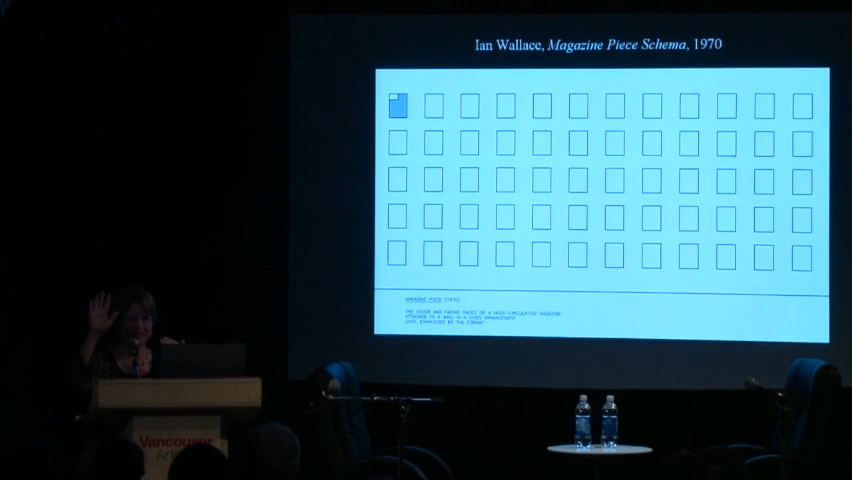 Ian Wallace, Magazine Piece Schema, 1970
MAGAZINE PIECE (1970)
THE COVER AND FACING PAGES OF A MASS-CIRCULATION MAGAZINE
ATTACHED TO A WALL IN A GIVEN ARRANGEMENT
UNTIL EXHAUSTED BY THE FORMAT
Vancouver
Art